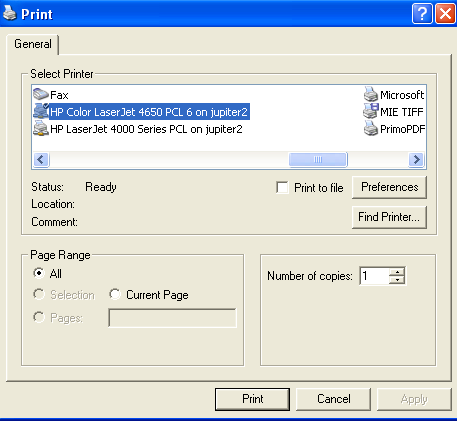 Print
General
Select Printer
Fax
HP Color LaserJet 4650 PCL 6 on jupiter2
HP LaserJet 4000 Series PCL on jupiter2
Microsoft
MIE TIFF
PrimoPDF
Status: Ready
Location:
Comment:
Print to file
Preferences
Find Printer...
Page Range
All
Selection
Current Page
Pages:
Number of copies: 1
Print
Cancel
Apply